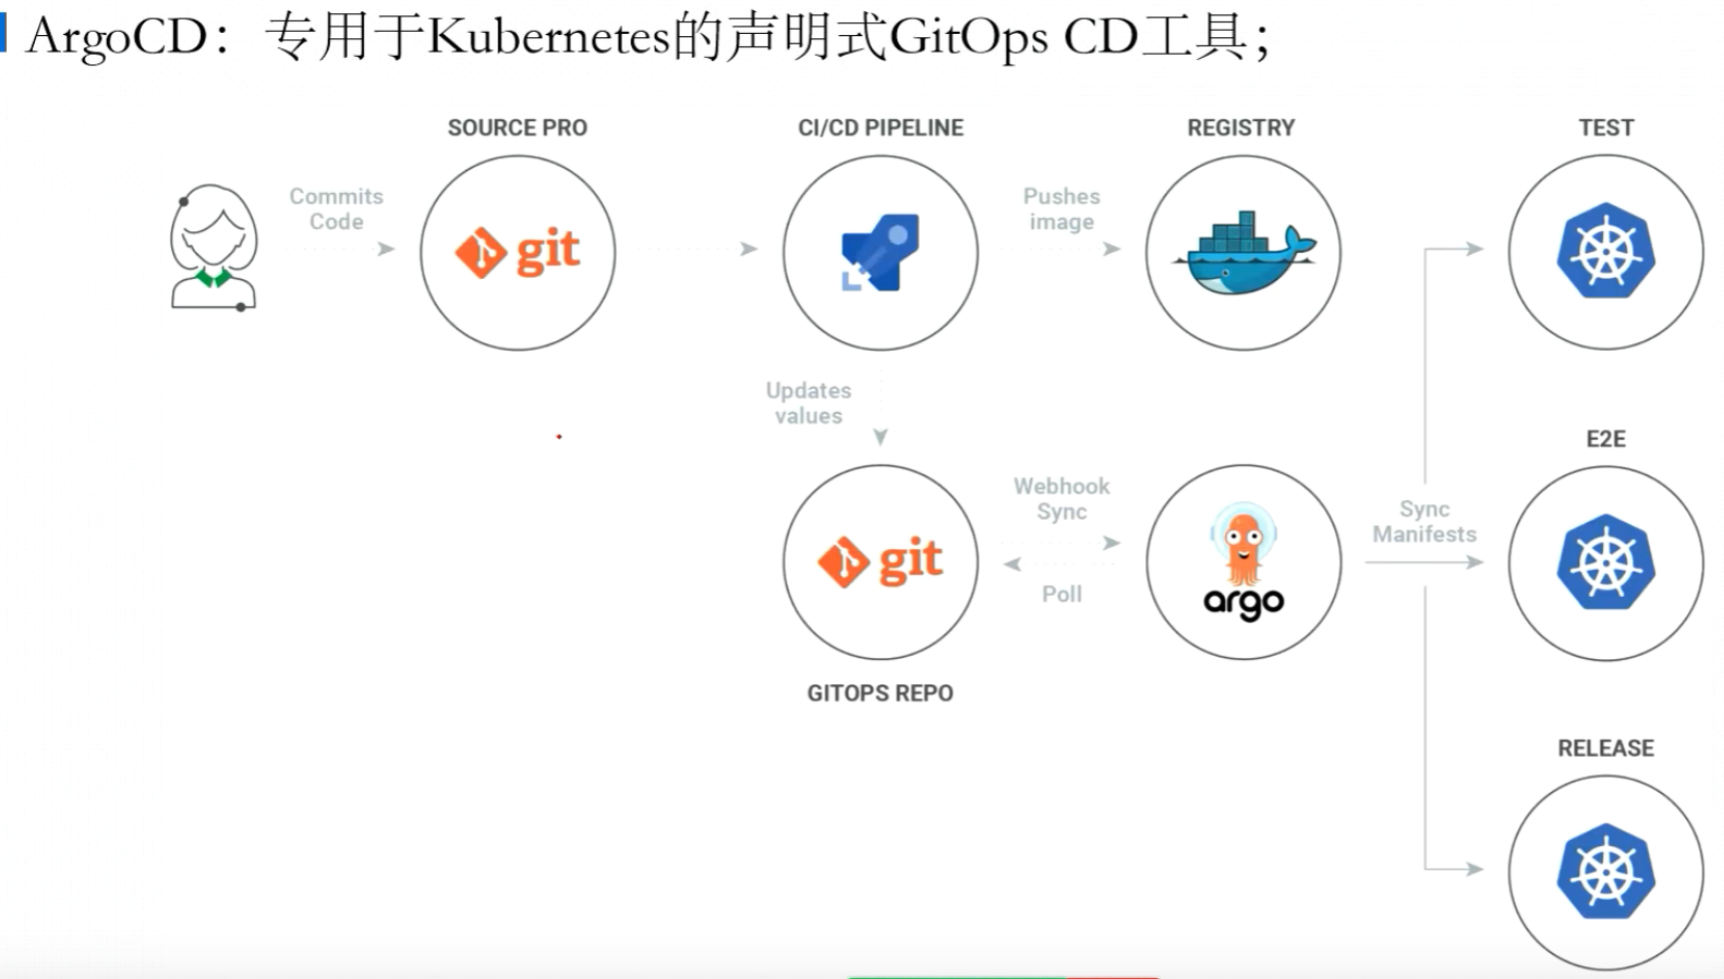 ArgoCD：专用于Kubernetes的声明式GitOps CD工具；
SOURCE PRO
CI/CD PIPELINE
REGISTRY
TEST
Commits
Code
git
Pushes
image
Updates
values
E2E
git
Webhook
Sync
Poll
argo
Sync
Manifests
GITOPS REPO
RELEASE